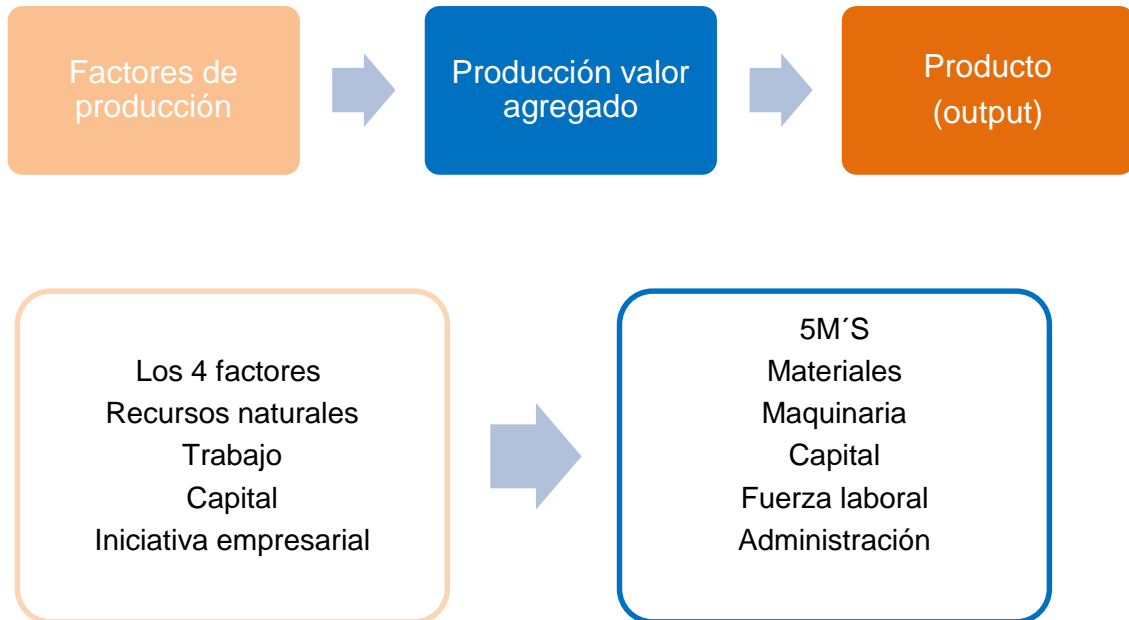 Factores de
producción
Producción valor
agregado
Producto
(output)
Los 4 factores
Recursos naturales
Trabajo
Capital
Iniciativa empresarial
5M´S
Materiales
Maquinaria
Capital
Fuerza laboral
Administración